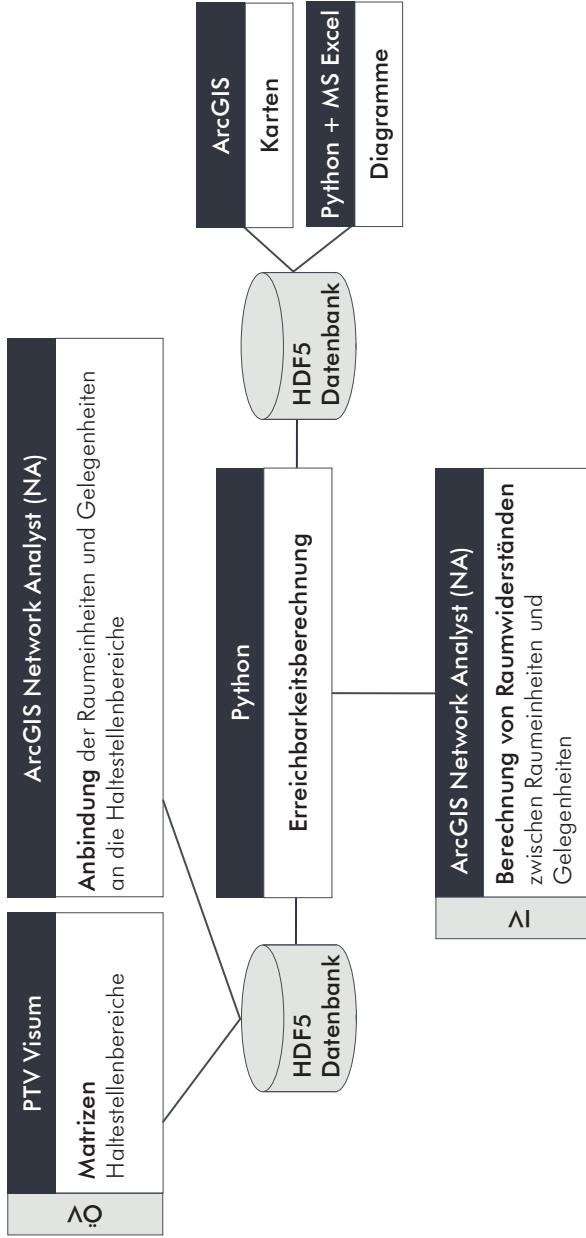 ÖV
PTV Visum
Matrizen
Haltestellenbereiche
ArcGIS Network Analyst (NA)
Anbindung der Raumeinheiten und Gelegenheiten
an die Haltestellenbereiche
HDF5
Datenbank
Python
Erreichbarkeitsberechnung
HDF5
Datenbank
ArcGIS
Karten
Python + MS Excel
Diagramme
IV
ArcGIS Network Analyst (NA)
Berechnung von Raumwiderständen
zwischen Raumeinheiten und
Gelegenheiten